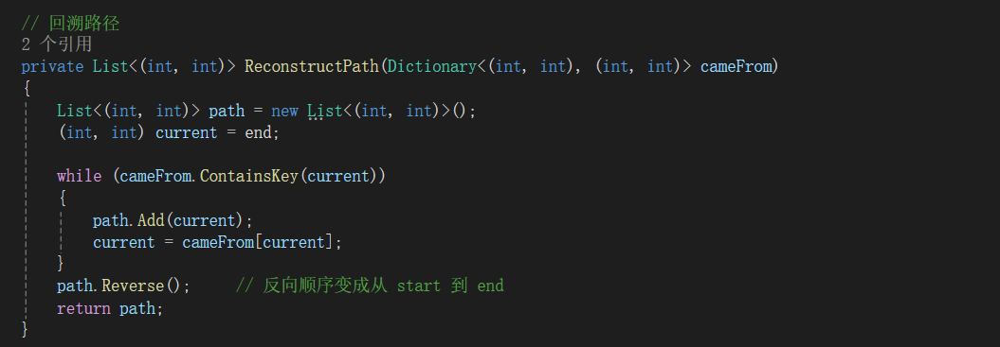 // 回溯路径
2 个引用
private List<(int, int)> ReconstructPath(Dictionary<(int, int), (int, int)> cameFrom)
{
List<(int, int)> path = new List<(int, int)>();
(int, int) current = end;
while (cameFrom.ContainsKey(current))
{
path.Add(current);
current = cameFrom[current];
}
path.Reverse(); // 反向顺序变成从 start 到 end
return path;
}